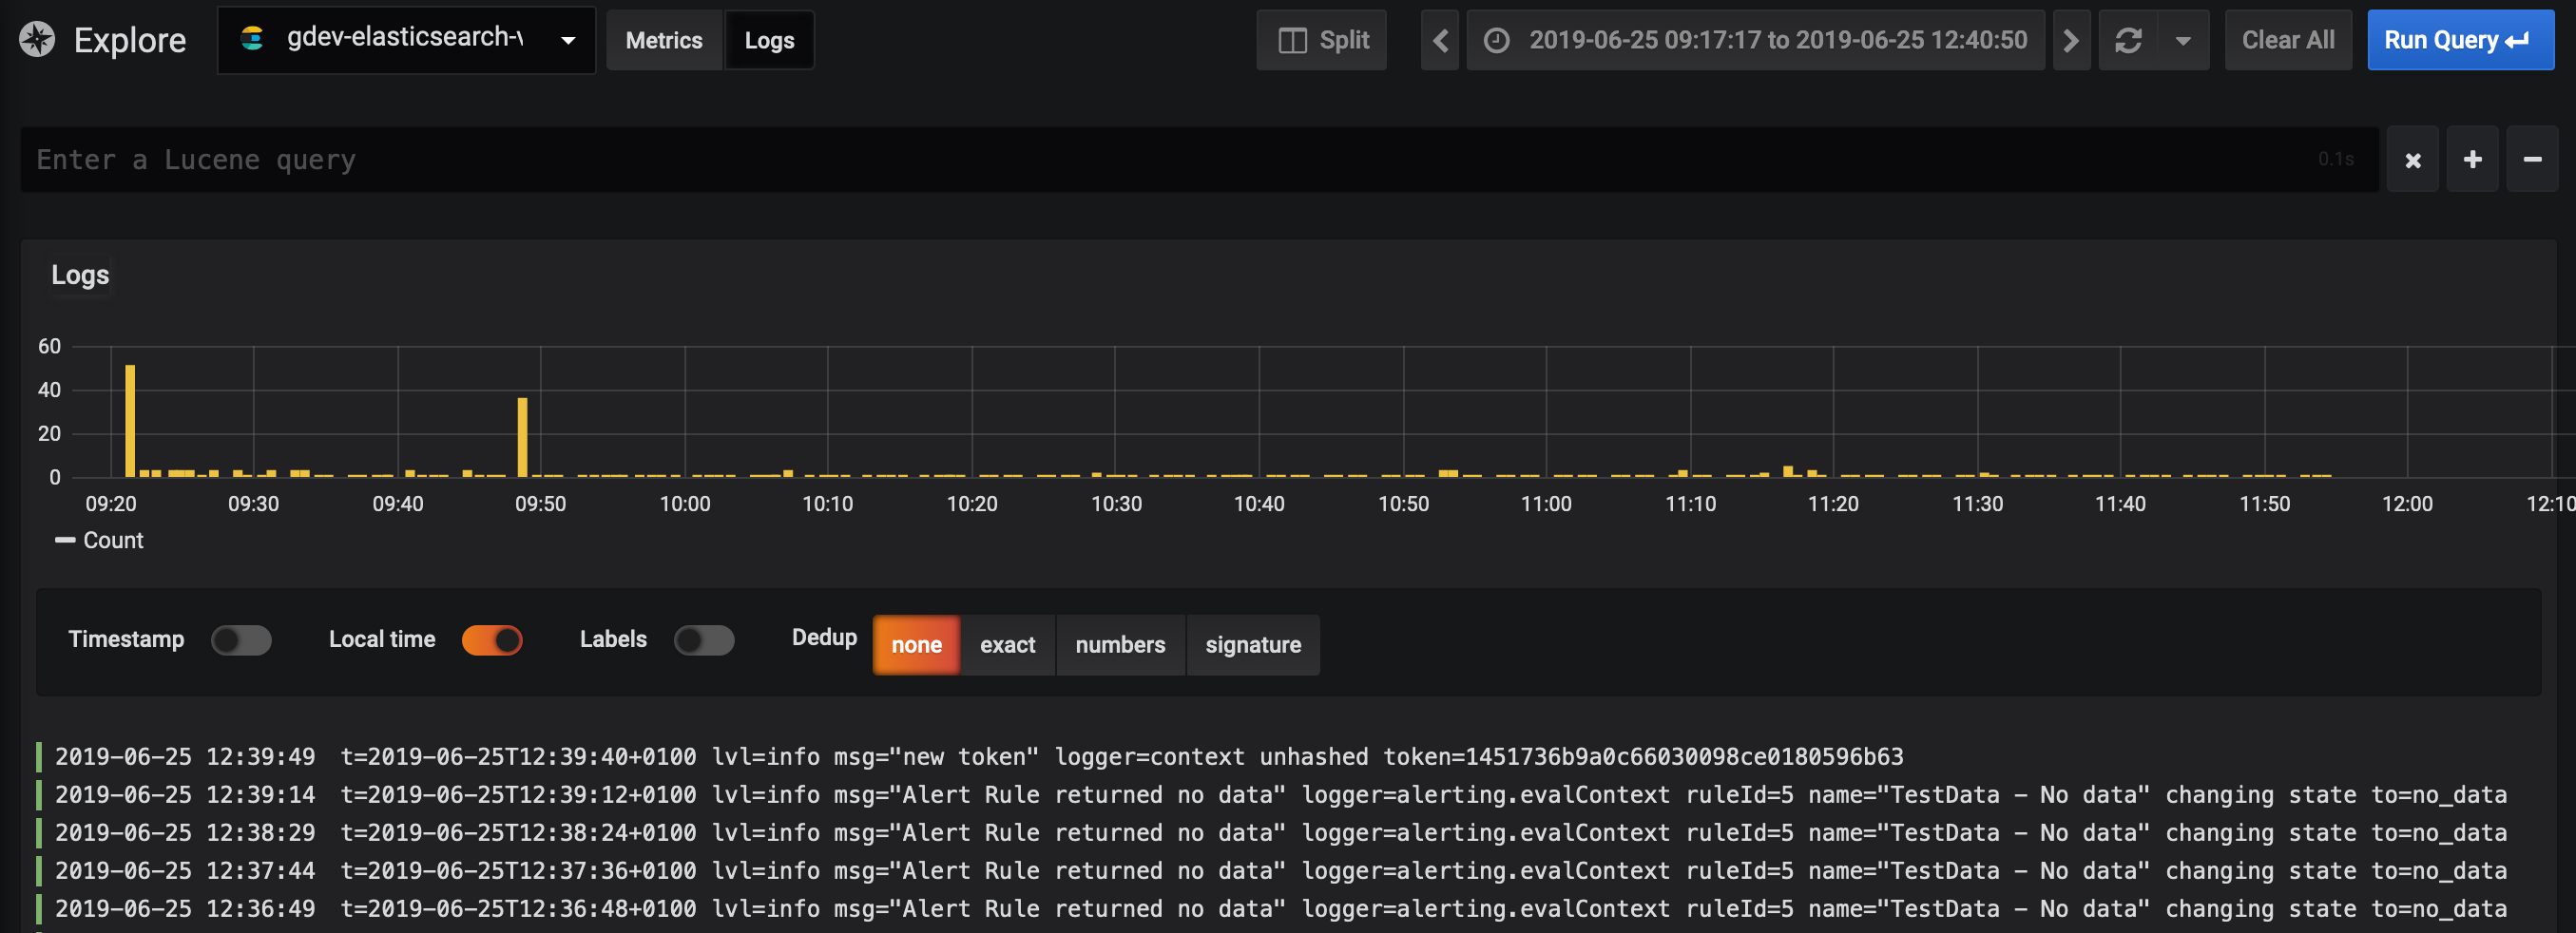 Explore gdev-elasticsearch-v Metrics Logs Split 2019-06-25 09:17:17 to 2019-06-25 12:40:50 Clear All Run Query
Enter a Lucene query 0.1s
Logs
60
40
20
0
09:20 09:30 09:40 09:50 10:00 10:10 10:20 10:30 10:40 10:50 11:00 11:10 11:20 11:30 11:40 11:50 12:00 12:10
Count
Timestamp Local time Labels Dedup none exact numbers signature
2019-06-25 12:39:49 t=2019-06-25T12:39:40+0100 lvl=info msg="new token" logger=context unhashed token=1451736b9a0c66030098ce0180596b63
2019-06-25 12:39:14 t=2019-06-25T12:39:12+0100 lvl=info msg="Alert Rule returned no data" logger=alerting.evalContext ruleId=5 name="TestData - No data" changing state to=no_data
2019-06-25 12:38:29 t=2019-06-25T12:38:24+0100 lvl=info msg="Alert Rule returned no data" logger=alerting.evalContext ruleId=5 name="TestData - No data" changing state to=no_data
2019-06-25 12:37:44 t=2019-06-25T12:37:36+0100 lvl=info msg="Alert Rule returned no data" logger=alerting.evalContext ruleId=5 name="TestData - No data" changing state to=no_data
2019-06-25 12:36:49 t=2019-06-25T12:36:48+0100 lvl=info msg="Alert Rule returned no data" logger=alerting.evalContext ruleId=5 name="TestData - No data" changing state to=no_data